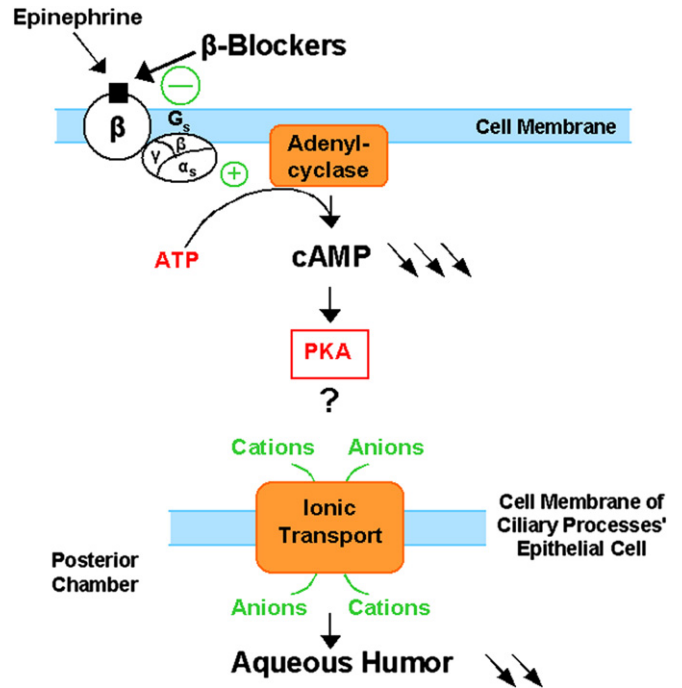 Epinephrine
β-Blockers
−
Gs
Cell Membrane
β
β
γ
αs
+
Adenyl-
cyclase
ATP
cAMP
PKA
?
Cations
Anions
Ionic
Transport
Cell Membrane of
Ciliary Processes'
Epithelial Cell
Posterior
Chamber
Anions
Cations
Aqueous Humor